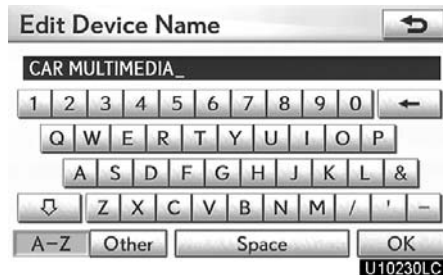 Edit Device Name
CAR MULTIMEDIA_
1 2 3 4 5 6 7 8 9 0 ←
Q W E R T Y U I O P
A S D F G H J K L &
⇩ Z X C V B N M / ' -
A-Z Other Space OK
U10230LC